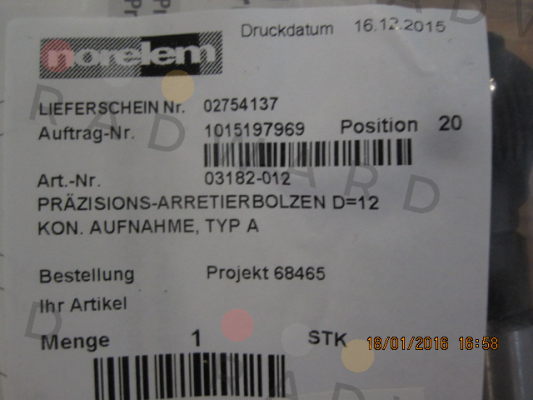 Druckdatum 16.12.2015
norelem
LIEFERSCHEIN Nr. 02754137
Auftrag-Nr. 1015197969 Position 20
Art.-Nr. 03182-012
PRÄZISIONS-ARRETIERBOLZEN D=12
KON. AUFNAHME, TYP A
Bestellung Projekt 68465
Ihr Artikel
Menge 1 STK
18/01/2016 16:58